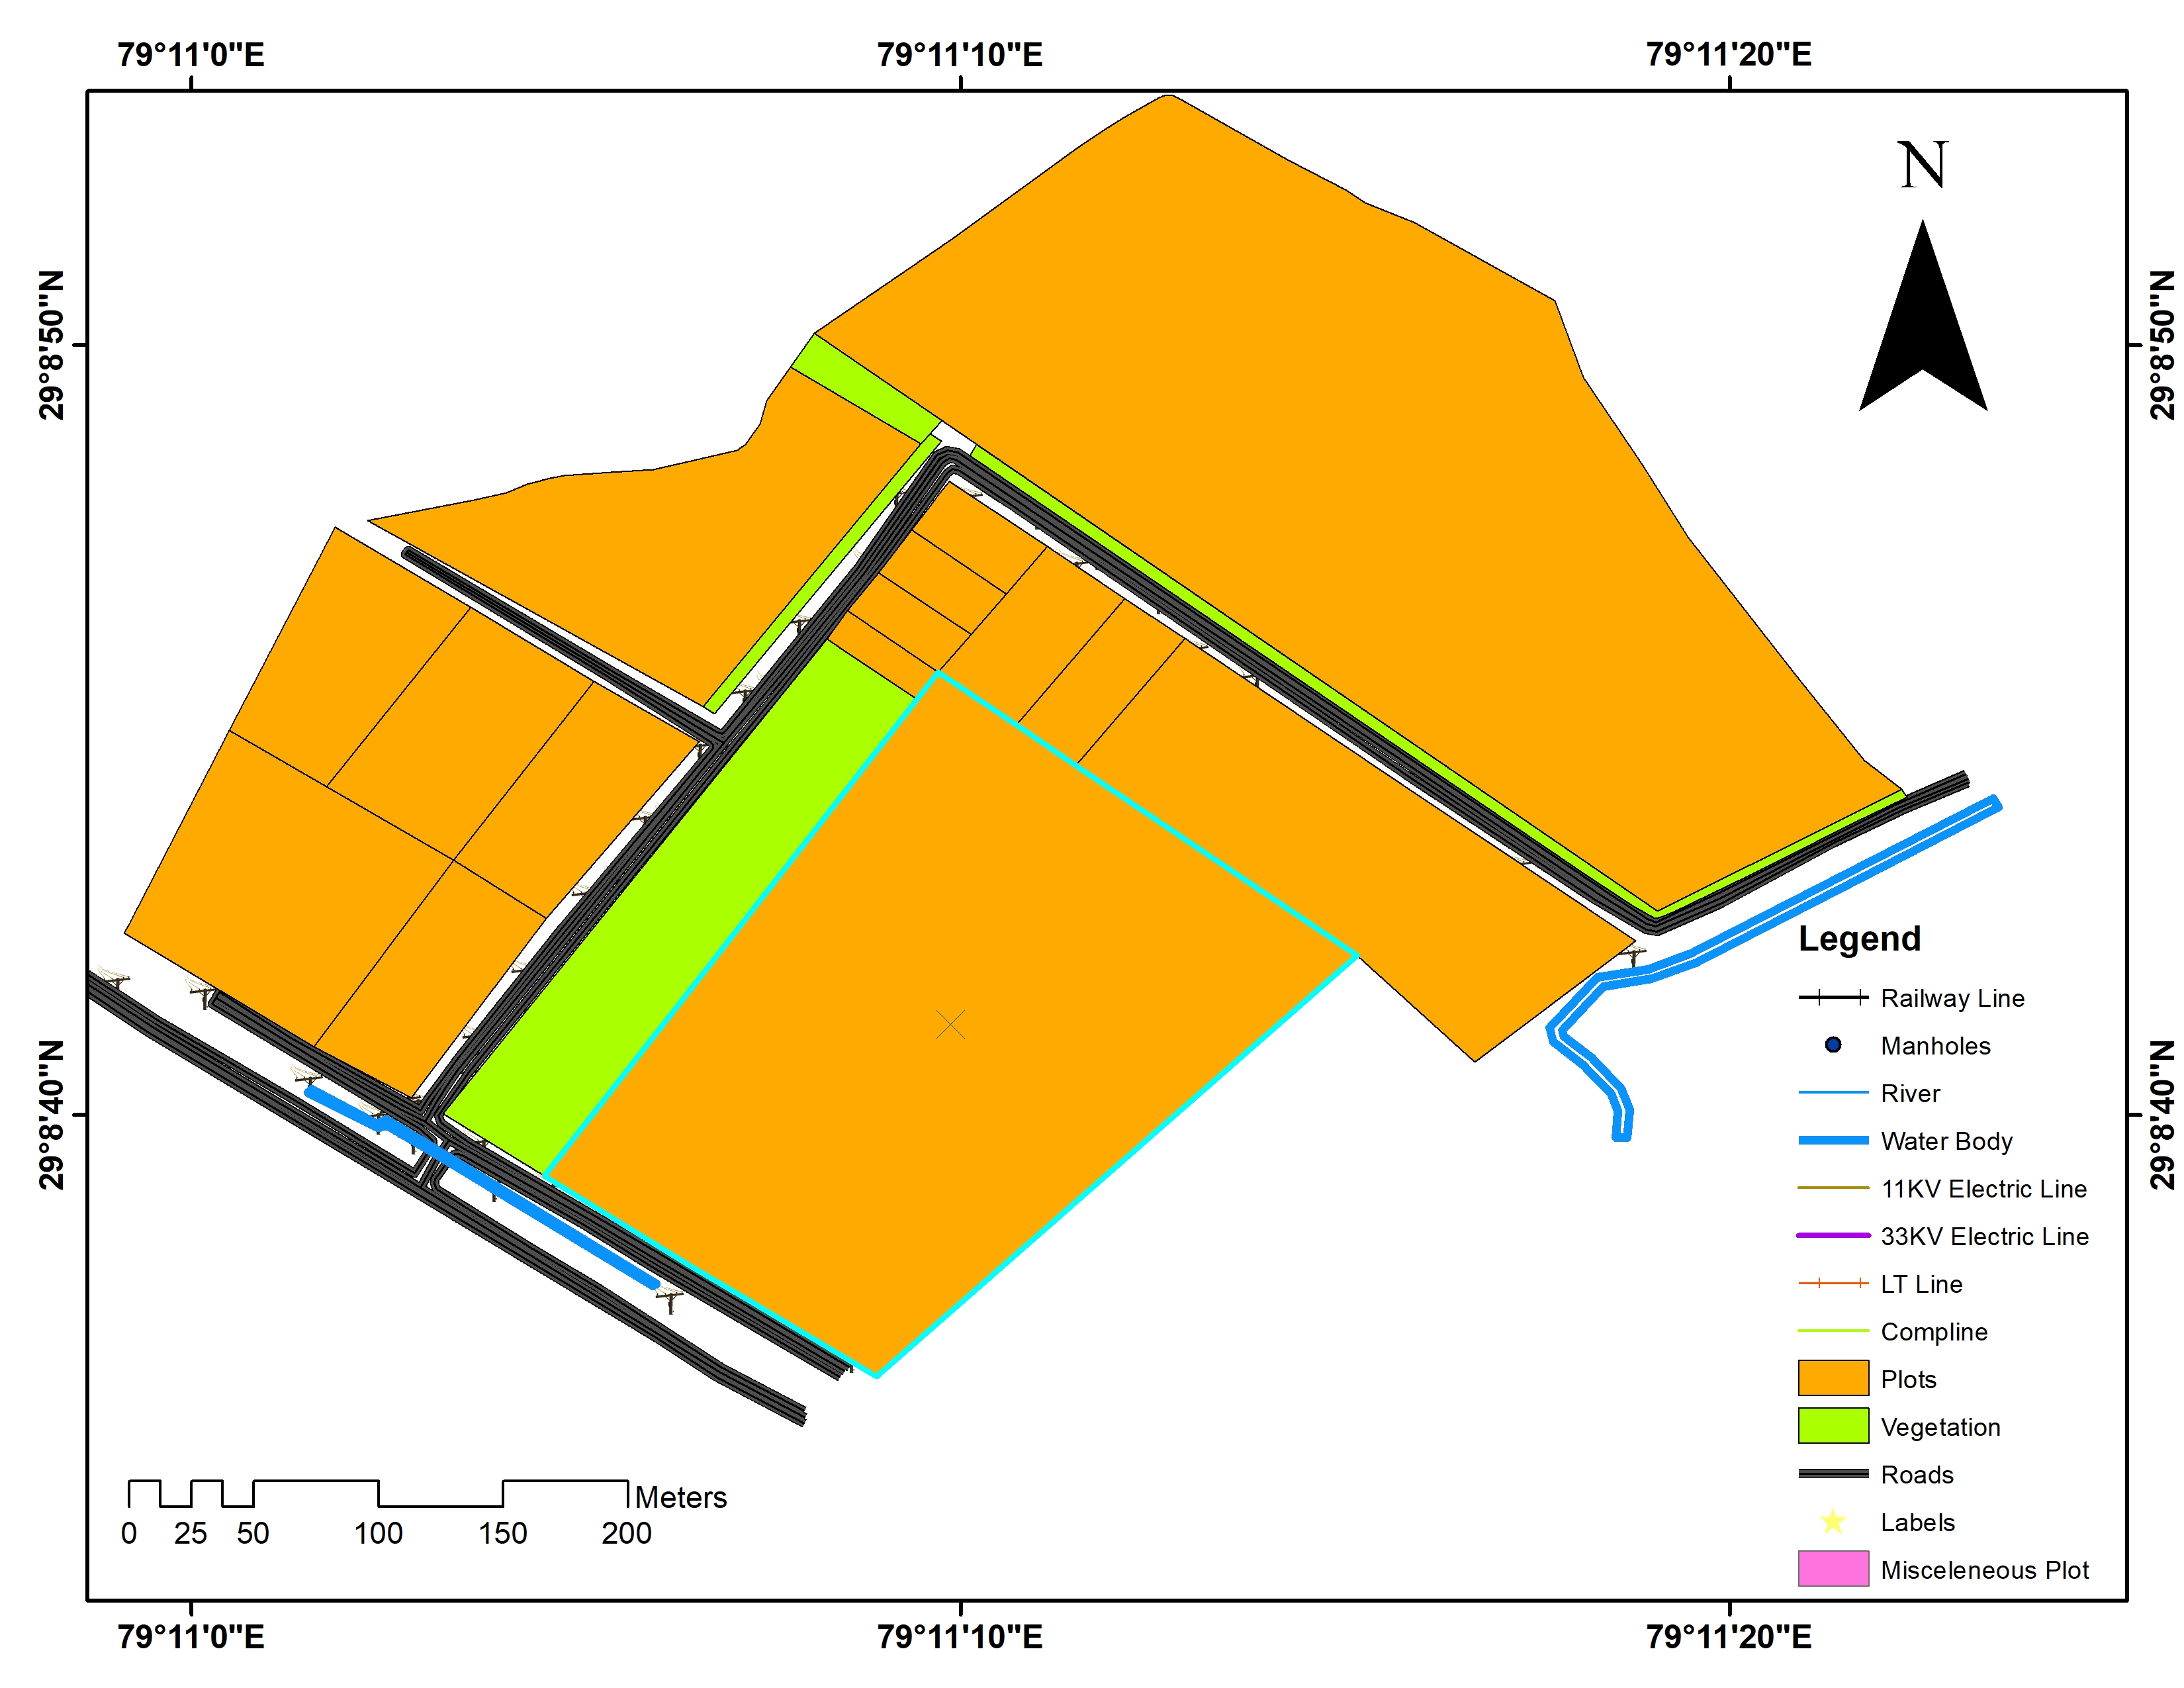 79°11'0"E 79°11'10"E 79°11'20"E
N
29°8'50"N 29°8'50"N
29°8'40"N 29°8'40"N
Legend
Railway Line
Manholes
River
Water Body
11KV Electric Line
33KV Electric Line
LT Line
Compline
Plots
Vegetation
Roads
Labels
Misceleneous Plot
Meters
0 25 50 100 150 200
79°11'0"E 79°11'10"E 79°11'20"E